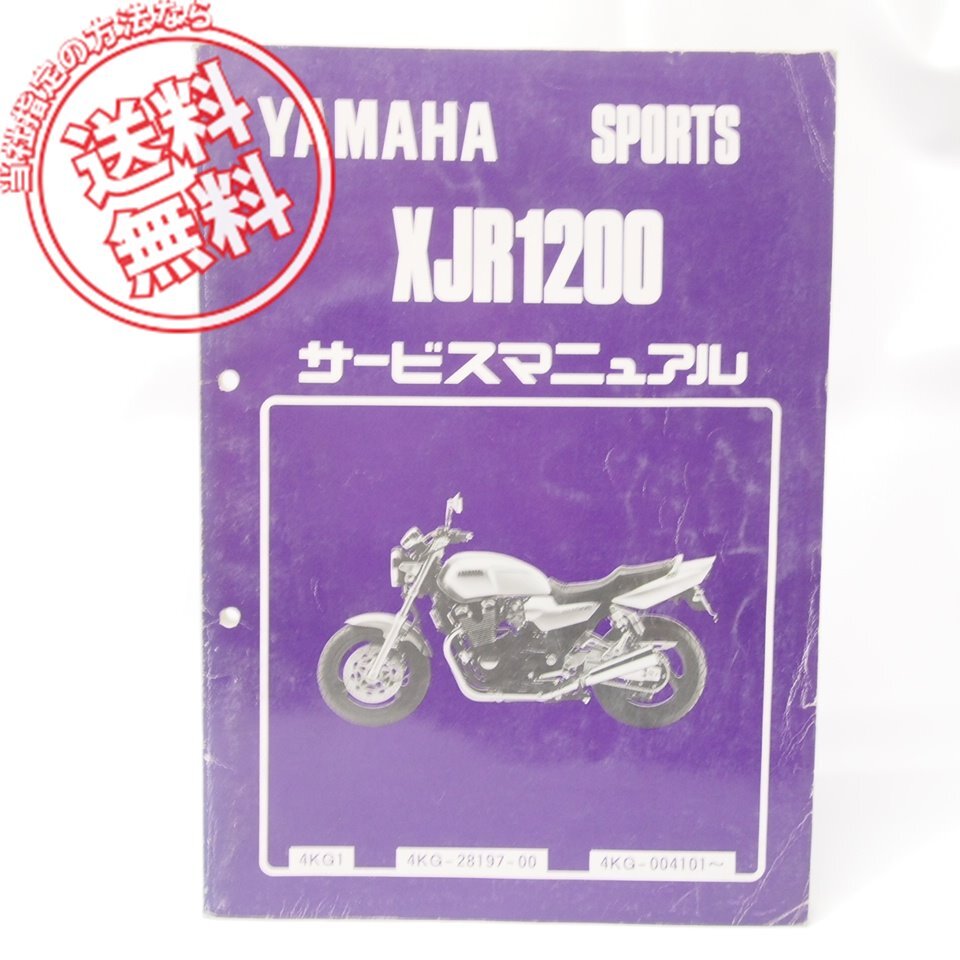 当社指定の方法なら
送料
無料
YAMAHA SPORTS
XJR1200
サービスマニュアル
4KG1 4KG-28197-00 4KG-004101～